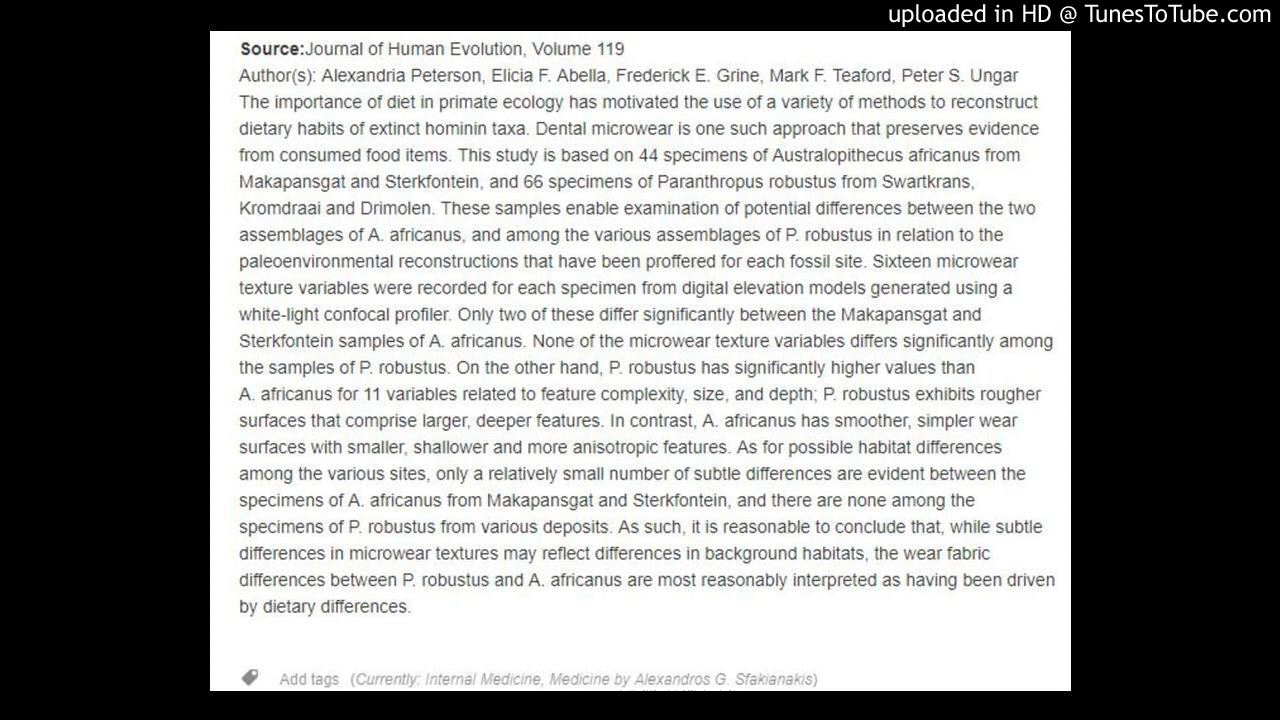 uploaded in HD @ TunesToTube.com
Source:Journal of Human Evolution, Volume 119
Author(s): Alexandria Peterson, Elicia F. Abella, Frederick E. Grine, Mark F. Teaford, Peter S. Ungar
The importance of diet in primate ecology has motivated the use of a variety of methods to reconstruct
dietary habits of extinct hominin taxa. Dental microwear is one such approach that preserves evidence
from consumed food items. This study is based on 44 specimens of Australopithecus africanus from
Makapansgat and Sterkfontein, and 66 specimens of Paranthropus robustus from Swartkrans,
Kromdraai and Drimolen. These samples enable examination of potential differences between the two
assemblages of A. africanus, and among the various assemblages of P. robustus in relation to the
paleoenvironmental reconstructions that have been proffered for each fossil site. Sixteen microwear
texture variables were recorded for each specimen from digital elevation models generated using a
white-light confocal profiler. Only two of these differ significantly between the Makapansgat and
Sterkfontein samples of A. africanus. None of the microwear texture variables differs significantly among
the samples of P. robustus. On the other hand, P. robustus has significantly higher values than
A. africanus for 11 variables related to feature complexity, size, and depth; P. robustus exhibits rougher
surfaces that comprise larger, deeper features. In contrast, A. africanus has smoother, simpler wear
surfaces with smaller, shallower and more anisotropic features. As for possible habitat differences
among the various sites, only a relatively small number of subtle differences are evident between the
specimens of A. africanus from Makapansgat and Sterkfontein, and there are none among the
specimens of P. robustus from various deposits. As such, it is reasonable to conclude that, while subtle
differences in microwear textures may reflect differences in background habitats, the wear fabric
differences between P. robustus and A. africanus are most reasonably interpreted as having been driven
by dietary differences.
Add tags (Currently: Internal Medicine, Medicine by Alexandros G. Sfakianakis)